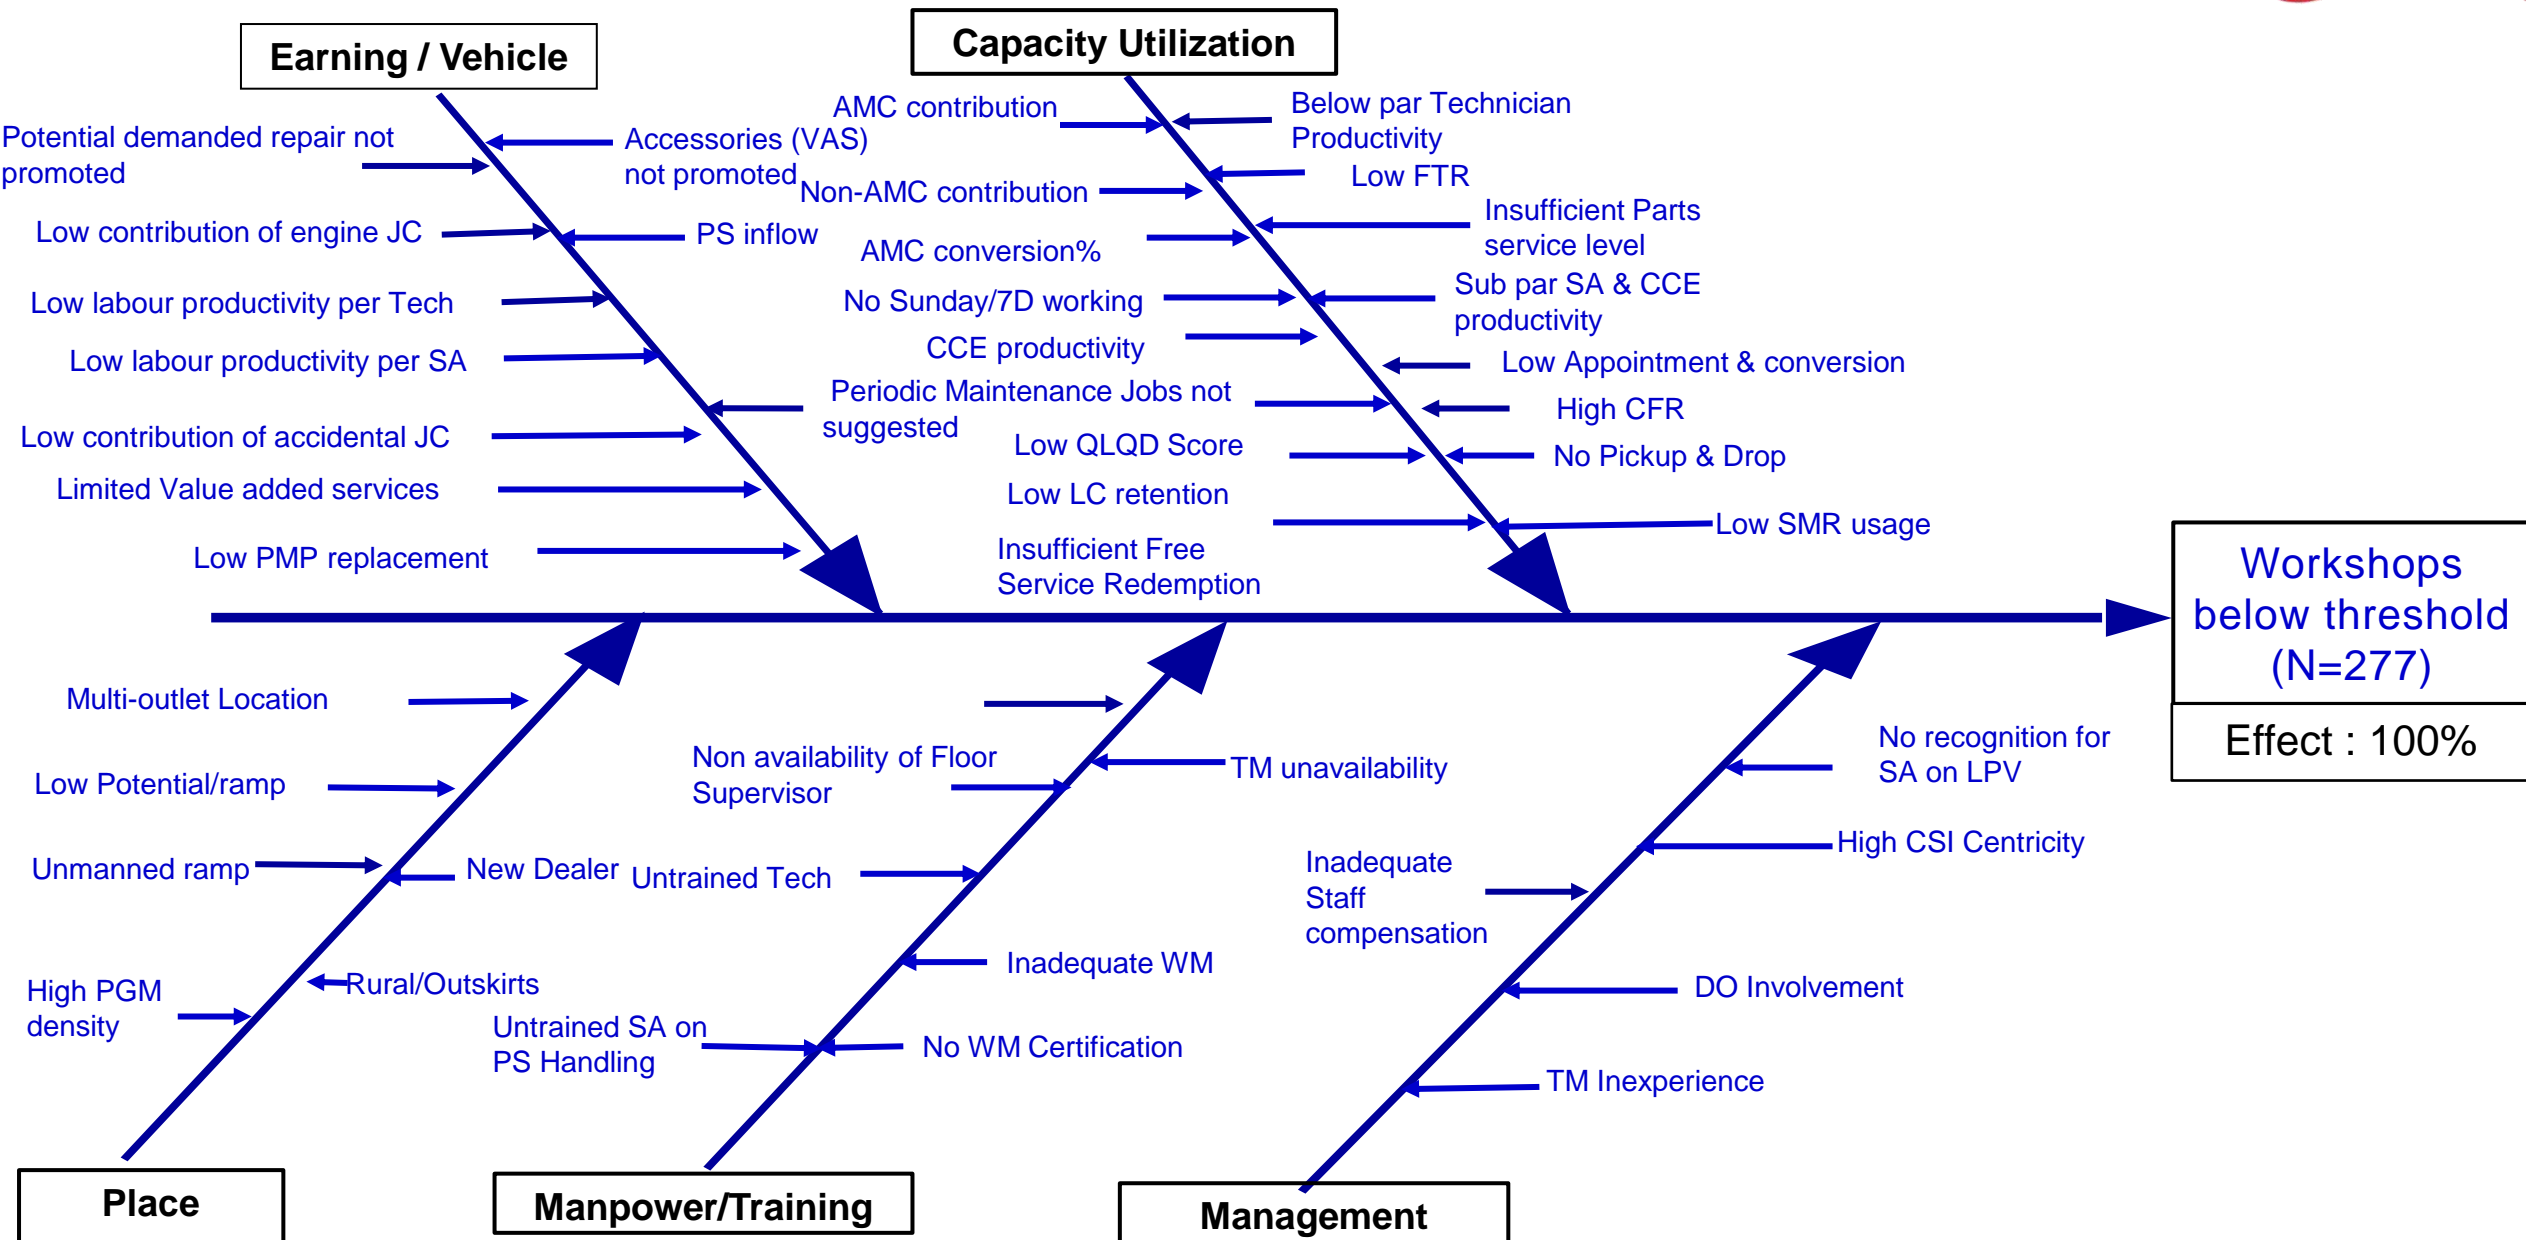 Earning / Vehicle
Potential demanded repair not
promoted
Low contribution of engine JC
Low labour productivity per Tech
Low labour productivity per SA
Low contribution of accidental JC
Limited Value added services
Low PMP replacement
Accessories (VAS)
not promoted
PS inflow
Periodic Maintenance Jobs not
suggested
Capacity Utilization
AMC contribution
Non-AMC contribution
AMC conversion%
No Sunday/7D working
CCE productivity
Low QLQD Score
Low LC retention
Insufficient Free
Service Redemption
Below par Technician
Productivity
Low FTR
Insufficient Parts
service level
Sub par SA & CCE
productivity
Low Appointment & conversion
High CFR
No Pickup & Drop
Low SMR usage
Workshops
below threshold
(N=277)
Effect : 100%
Multi-outlet Location
Low Potential/ramp
Unmanned ramp
High PGM
density
New Dealer
Rural/Outskirts
Place
Non availability of Floor
Supervisor
Untrained Tech
Untrained SA on
PS Handling
TM unavailability
Inadequate WM
No WM Certification
Manpower/Training
Inadequate
Staff
compensation
No recognition for
SA on LPV
High CSI Centricity
DO Involvement
TM Inexperience
Management